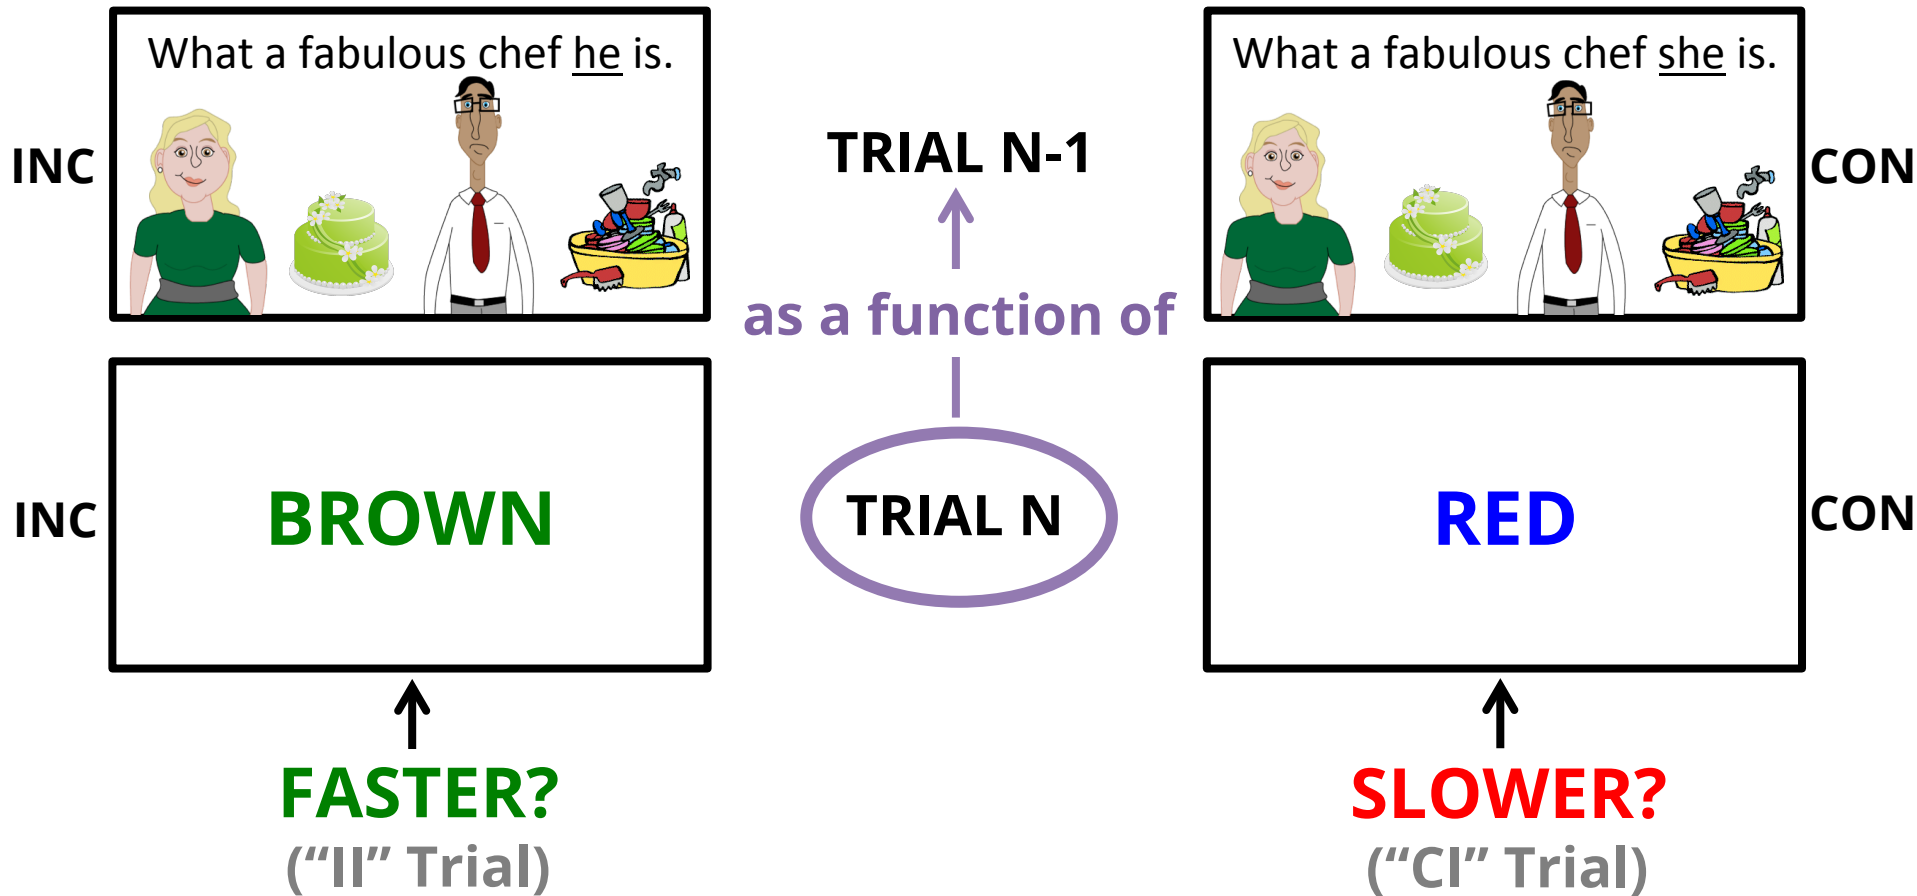 What a fabulous chef he is.
INC
TRIAL N-1
What a fabulous chef she is.
CON
as a function of
INC
BROWN
TRIAL N
RED
CON
FASTER?
(“II” Trial)
SLOWER?
(“CI” Trial)